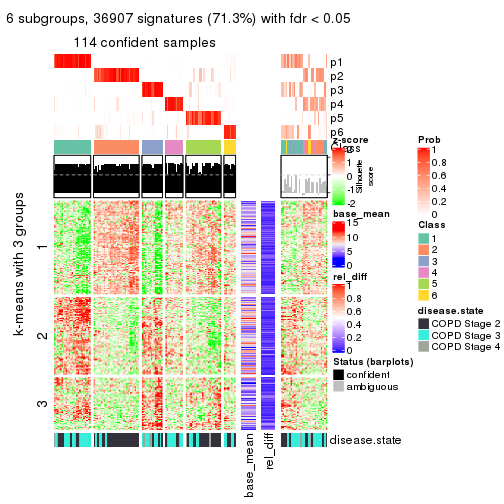 6 subgroups, 36907 signatures (71.3%) with fdr < 0.05
114 confident samples
p1
p2
p3
p4
p5
p6
Class
Silhouette
score
k-means with 3 groups
1
2
3
disease.state
base_mean
rel_diff
z-score
2
1
0
-1
-2
base_mean
15
10
5
0
rel_diff
1
0.8
0.6
0.4
0.2
0
Status (barplots)
confident
ambiguous
Prob
1
0.8
0.6
0.4
0.2
0
Class
1
2
3
4
5
6
disease.state
COPD Stage 2
COPD Stage 3
COPD Stage 4